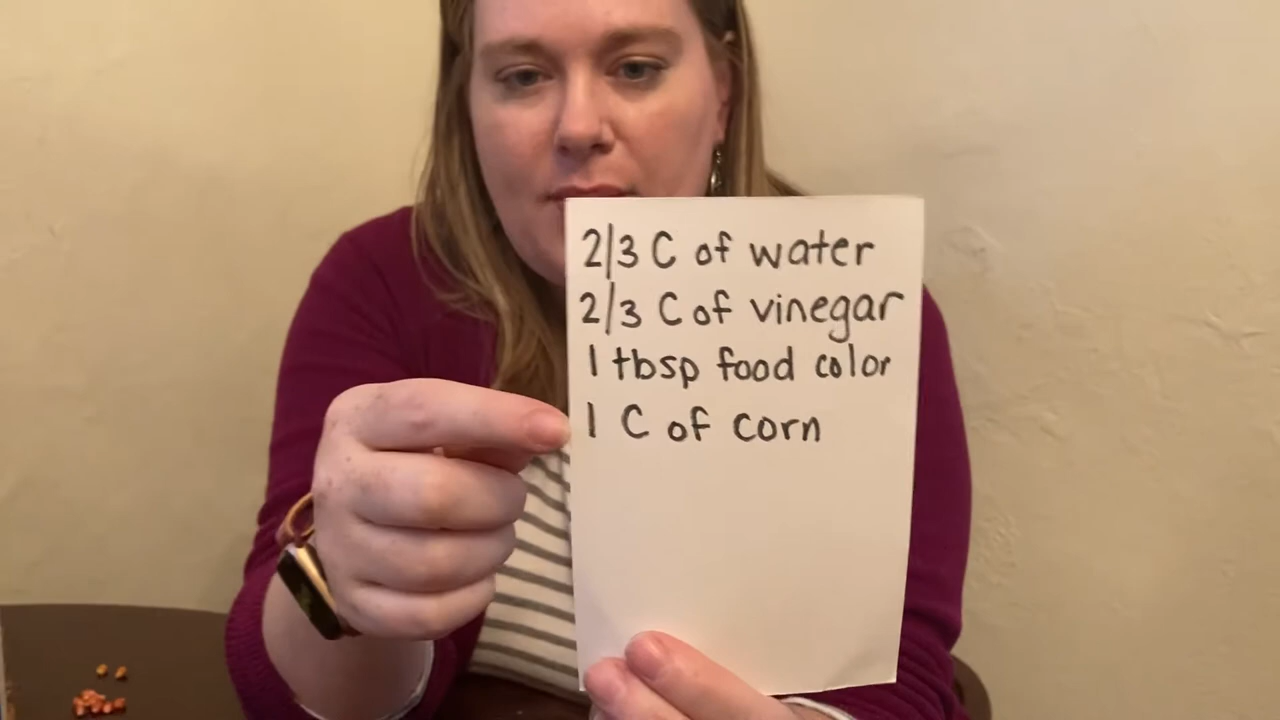 2/3 C of water
2/3 C of vinegar
1 tbsp food color
1 C of corn